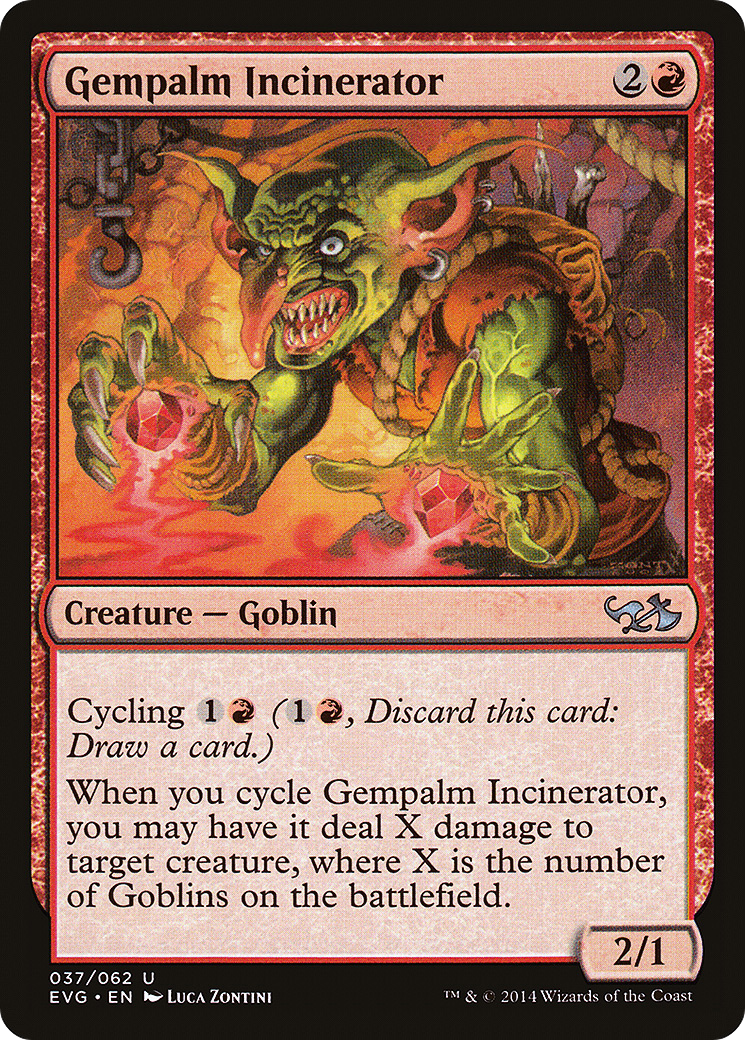 Gempalm Incinerator 2
Creature — Goblin
Cycling 1 (1, Discard this card:
Draw a card.)
When you cycle Gempalm Incinerator,
you may have it deal X damage to
target creature, where X is the number
of Goblins on the battlefield.
2/1
037/062 U
EVG • EN Luca Zontini
™ & © 2014 Wizards of the Coast